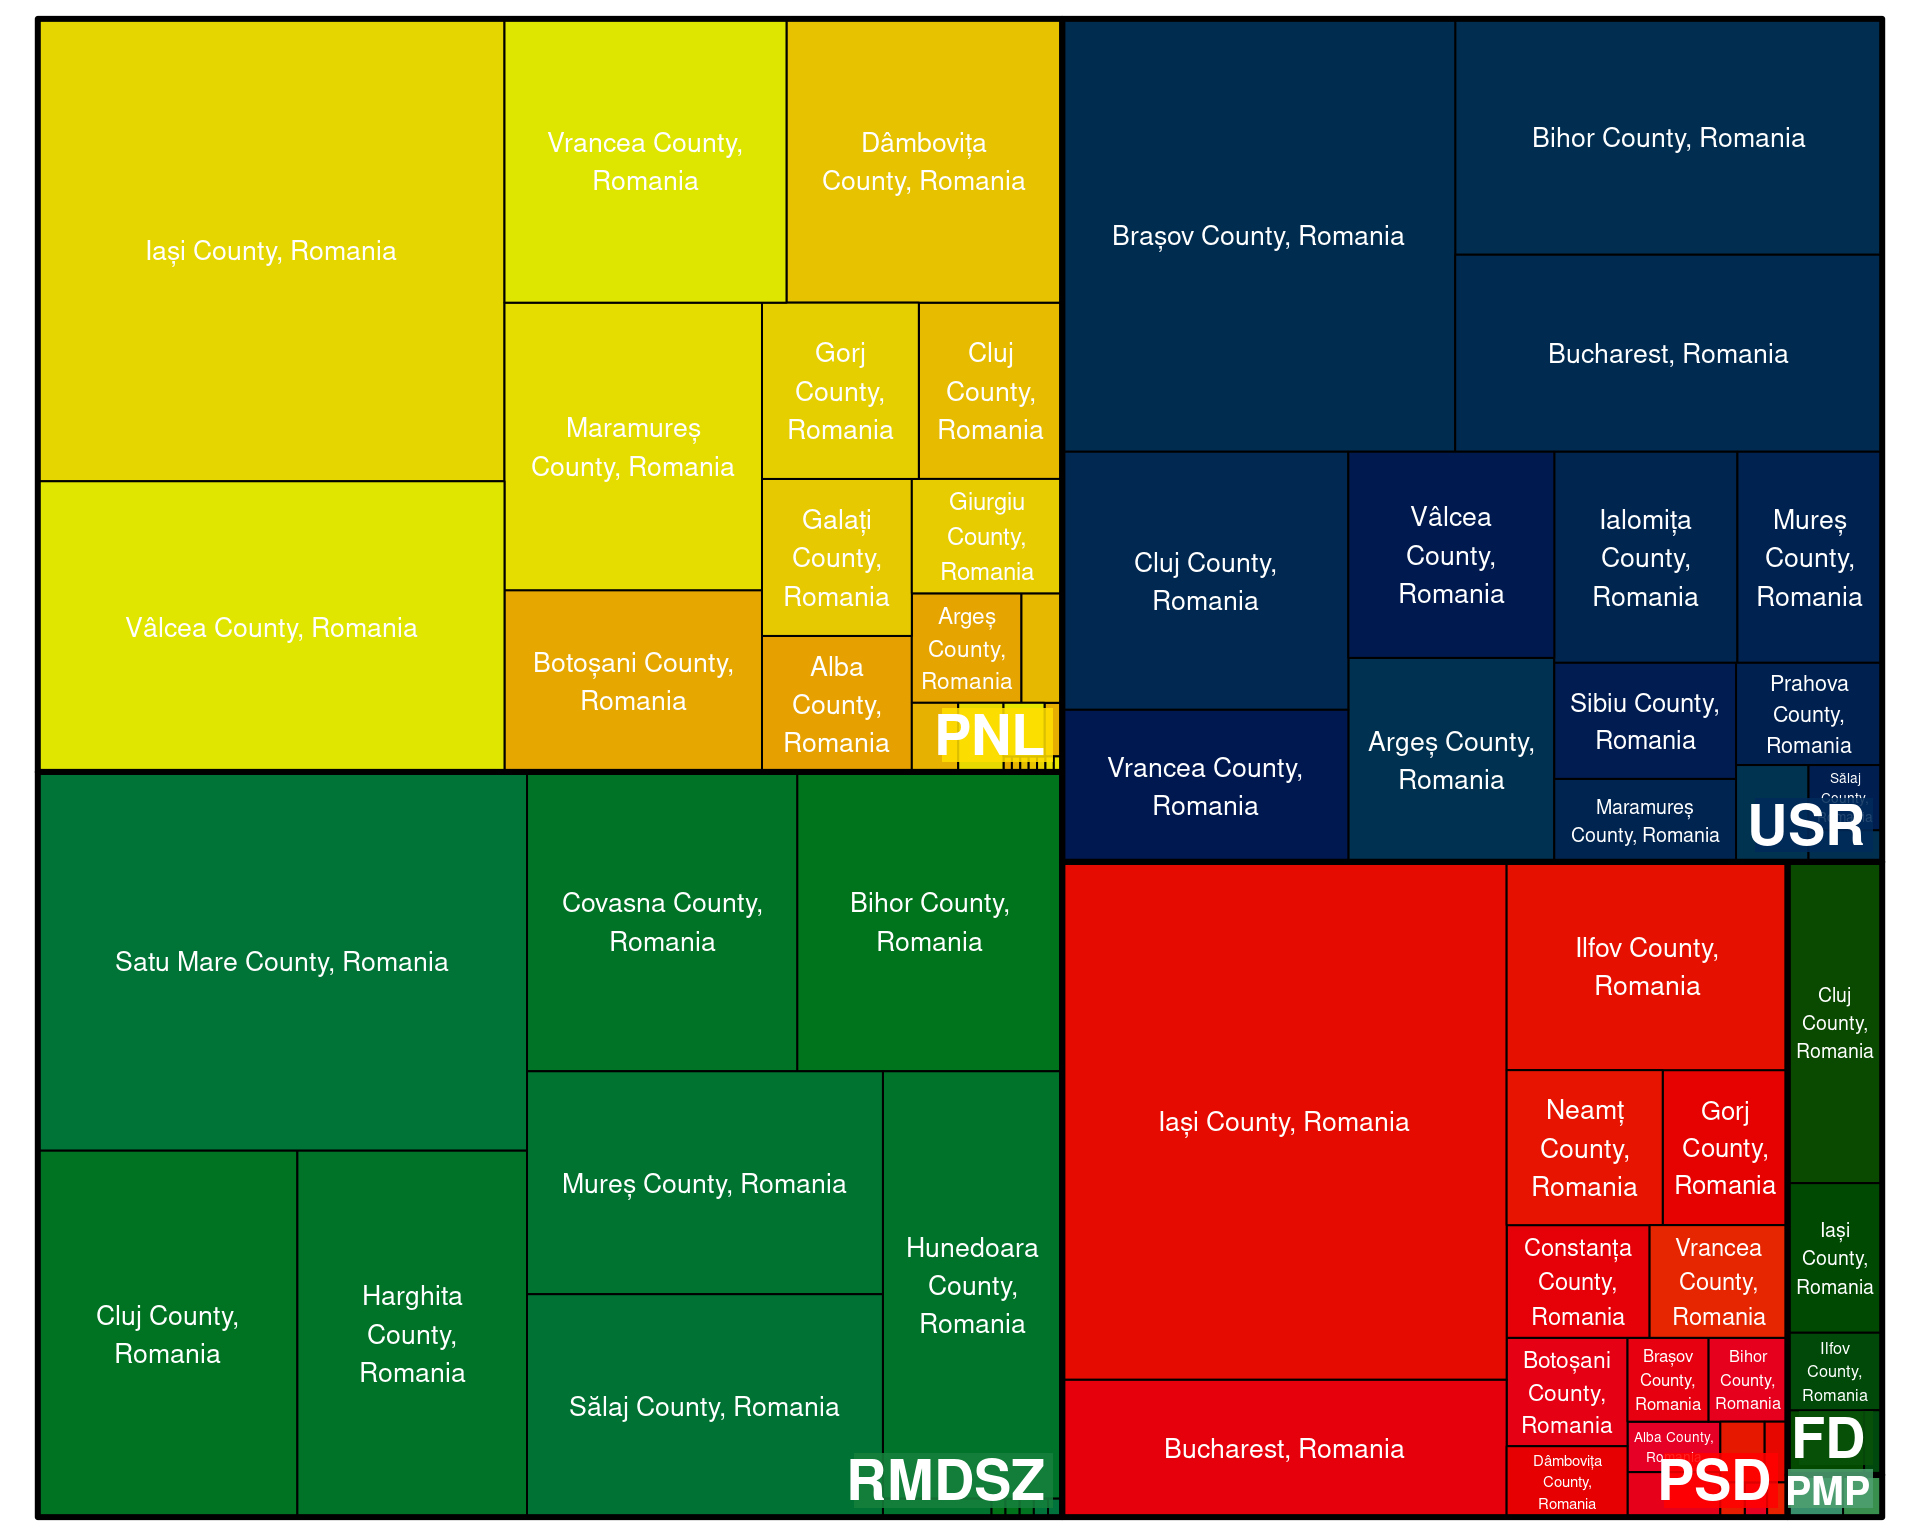 Iași County, Romania
Vrancea County,
Romania
Dâmbovița
County, Romania
Maramureș
County, Romania
Gorj
County,
Romania
Cluj
County,
Romania
Galați
County,
Romania
Giurgiu
County,
Romania
Vâlcea County, Romania
Botoșani County,
Romania
Alba
County,
Romania
Argeș
County,
Romania
PNL
Brașov County, Romania
Bihor County, Romania
Bucharest, Romania
Cluj County,
Romania
Vâlcea
County,
Romania
Ialomița
County,
Romania
Mureș
County,
Romania
Vrancea County,
Romania
Argeș County,
Romania
Sibiu County,
Romania
Prahova
County,
Romania
Maramureș
County, Romania
Sălaj
County,
Romania
USR
Satu Mare County, Romania
Covasna County,
Romania
Bihor County,
Romania
Cluj County,
Romania
Harghita
County,
Romania
Mureș County, Romania
Hunedoara
County,
Romania
Sălaj County, Romania
RMDSZ
Iași County, Romania
Ilfov County,
Romania
Neamț
County,
Romania
Gorj
County,
Romania
Constanța
County,
Romania
Vrancea
County,
Romania
Bucharest, Romania
Botoșani
County,
Romania
Brașov
County,
Romania
Bihor
County,
Romania
Alba County,
Romania
Dâmbovița
County,
Romania
PSD
Cluj
County,
Romania
Iași
County,
Romania
Ilfov
County,
Romania
FD
PMP